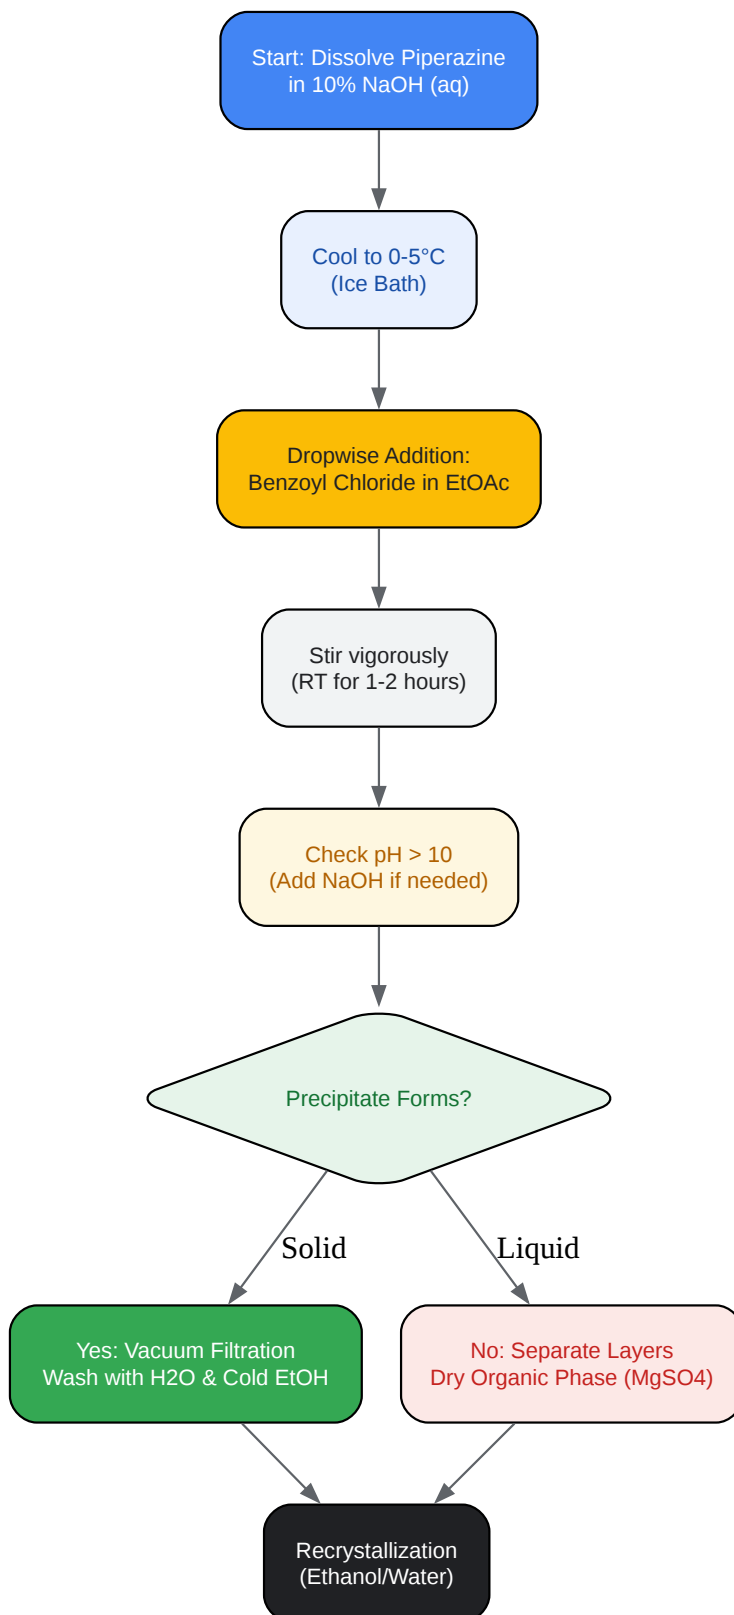 Start: Dissolve Piperazine
in 10% NaOH (aq)
Cool to 0-5°C
(Ice Bath)
Dropwise Addition:
Benzoyl Chloride in EtOAc
Stir vigorously
(RT for 1-2 hours)
Check pH > 10
(Add NaOH if needed)
Precipitate Forms?
Solid
Liquid
Yes: Vacuum Filtration
Wash with H2O & Cold EtOH
No: Separate Layers
Dry Organic Phase (MgSO4)
Recrystallization
(Ethanol/Water)